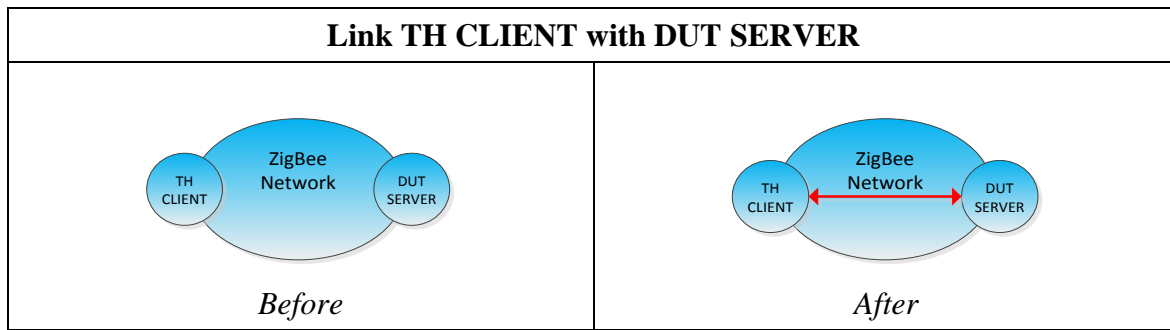 Link TH CLIENT with DUT SERVER
ZigBee
Network
TH
CLIENT
DUT
SERVER
Before
ZigBee
Network
TH
CLIENT
DUT
SERVER
After